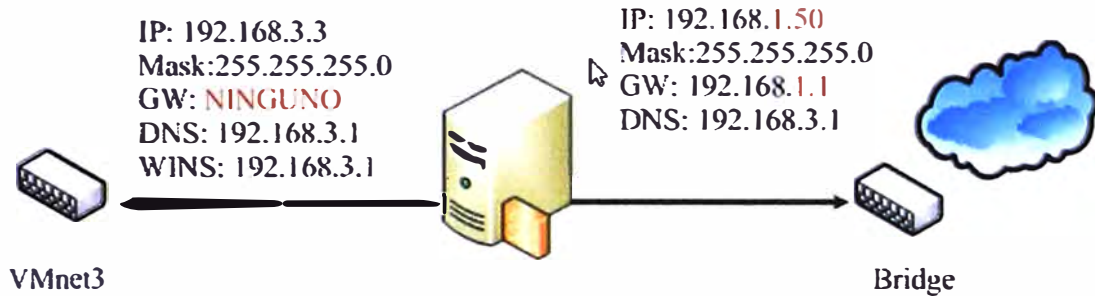 IP: 192.168.3.3
Mask:255.255.255.0
GW: NINGUNO
DNS: 192.168.3.1
WINS: 192.168.3.1
IP: 192.168.1.50
Mask:255.255.255.0
GW: 192.168.1.1
DNS: 192.168.3.1
VMnet3
Bridge